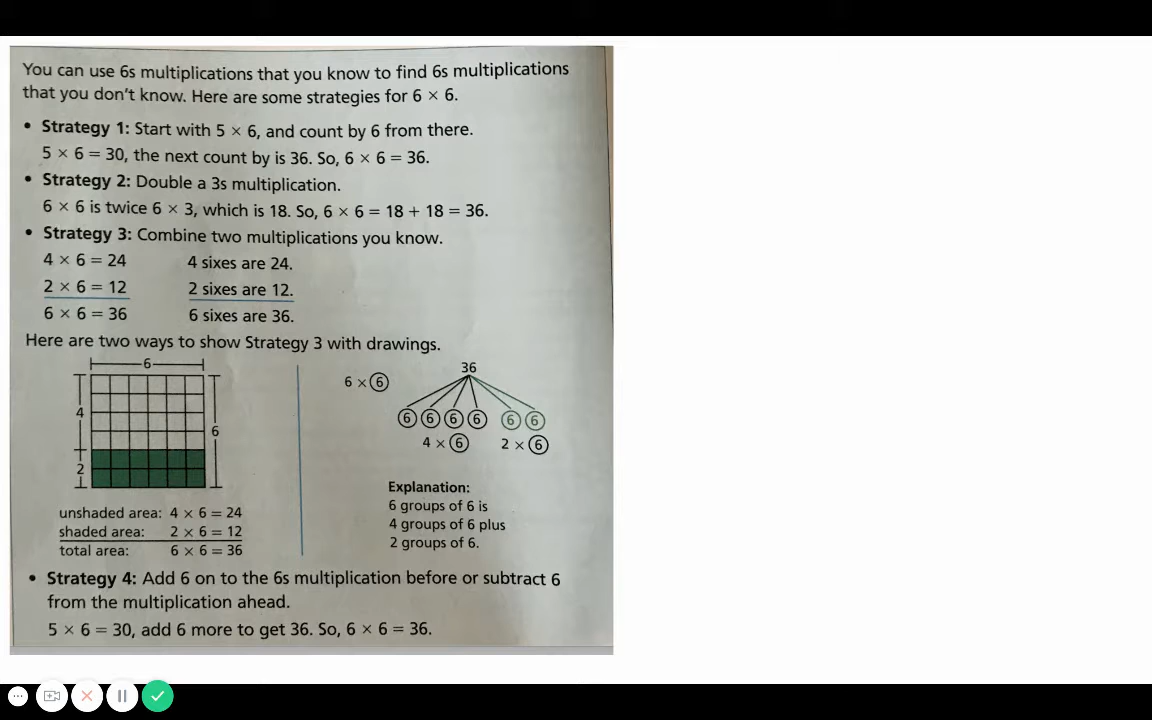 You can use 6s multiplications that you know to find 6s multiplications
that you don't know. Here are some strategies for 6 × 6.
• Strategy 1: Start with 5 × 6, and count by 6 from there.
5 × 6 = 30, the next count by is 36. So, 6 × 6 = 36.
• Strategy 2: Double a 3s multiplication.
6 × 6 is twice 6 × 3, which is 18. So, 6 × 6 = 18 + 18 = 36.
• Strategy 3: Combine two multiplications you know.
4 × 6 = 24 4 sixes are 24.
2 × 6 = 12 2 sixes are 12.
6 × 6 = 36 6 sixes are 36.
Here are two ways to show Strategy 3 with drawings.
6
4
6
2
unshaded area: 4 × 6 = 24
shaded area: 2 × 6 = 12
total area: 6 × 6 = 36
36
6 × 6
6 6 6 6 6 6
4 × 6 2 × 6
Explanation:
6 groups of 6 is
4 groups of 6 plus
2 groups of 6.
• Strategy 4: Add 6 on to the 6s multiplication before or subtract 6
from the multiplication ahead.
5 × 6 = 30, add 6 more to get 36. So, 6 × 6 = 36.